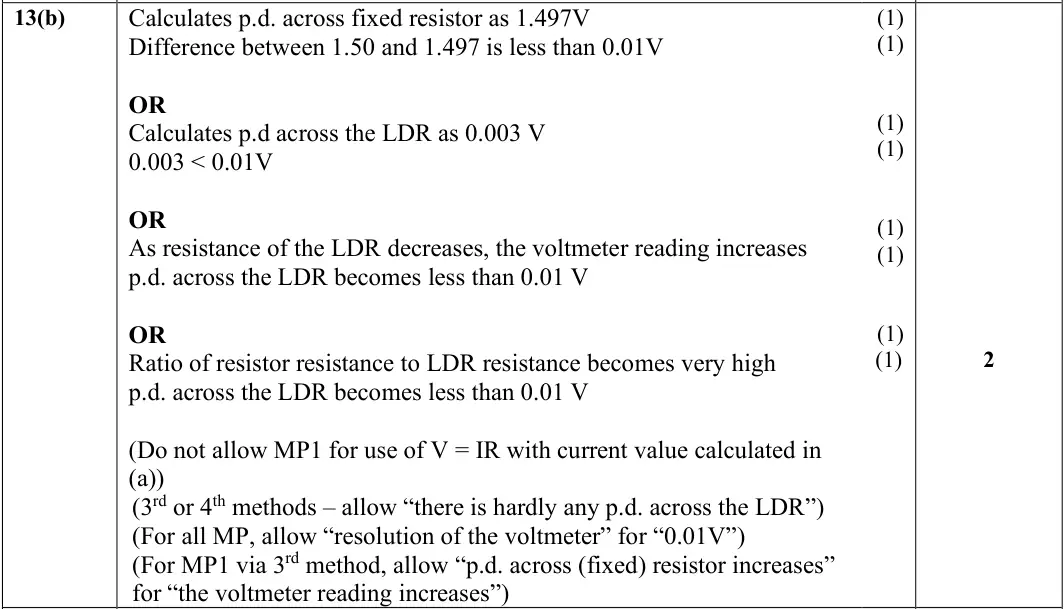 13(b) Calculates p.d. across fixed resistor as 1.497V (1)
Difference between 1.50 and 1.497 is less than 0.01V (1)
OR
Calculates p.d across the LDR as 0.003 V (1)
0.003 < 0.01V (1)
OR
As resistance of the LDR decreases, the voltmeter reading increases (1)
p.d. across the LDR becomes less than 0.01 V (1)
OR (1)
Ratio of resistor resistance to LDR resistance becomes very high (1) 2
p.d. across the LDR becomes less than 0.01 V
(Do not allow MP1 for use of V = IR with current value calculated in
(a))
(3rd or 4th methods – allow “there is hardly any p.d. across the LDR”)
(For all MP, allow “resolution of the voltmeter” for “0.01V”)
(For MP1 via 3rd method, allow “p.d. across (fixed) resistor increases”
for “the voltmeter reading increases”)